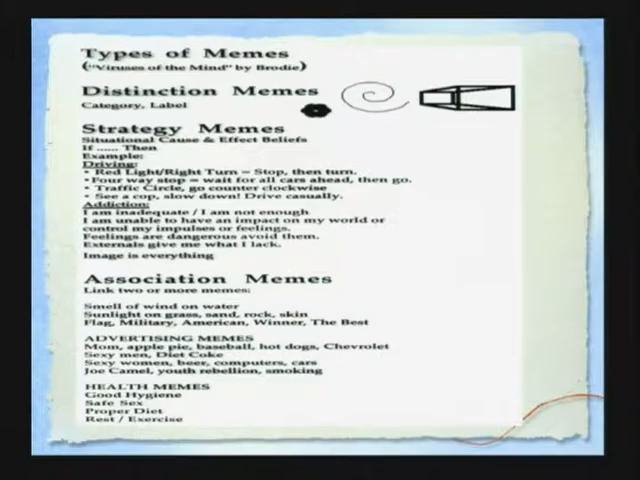 Types of Memes
("Viruses of the Mind" by Brodie)
Distinction Memes
Category, Label
Strategy Memes
Situational Cause & Effect Beliefs
If ...... Then
Example:
Driving:
• Red Light/Right Turn = Stop, then turn.
• Four way stop = wait for all cars ahead, then go.
• Traffic Circle, go counter clockwise
• See a cop, slow down! Drive casually.
Addiction:
I am inadequate / I am not enough
I am unable to have an impact on my world or
control my impulses or feelings.
Feelings are dangerous avoid them.
Externals give me what I lack.
Image is everything
Association Memes
Link two or more memes:
Smell of wind on water
Sunlight on grass, sand, rock, skin
Flag, Military, American, Winner, The Best
ADVERTISING MEMES
Mom, apple pie, baseball, hot dogs, Chevrolet
Sexy men, Diet Coke
Sexy women, beer, computers, cars
Joe Camel, youth rebellion, smoking
HEALTH MEMES
Good Hygiene
Safe Sex
Proper Diet
Rest / Exercise